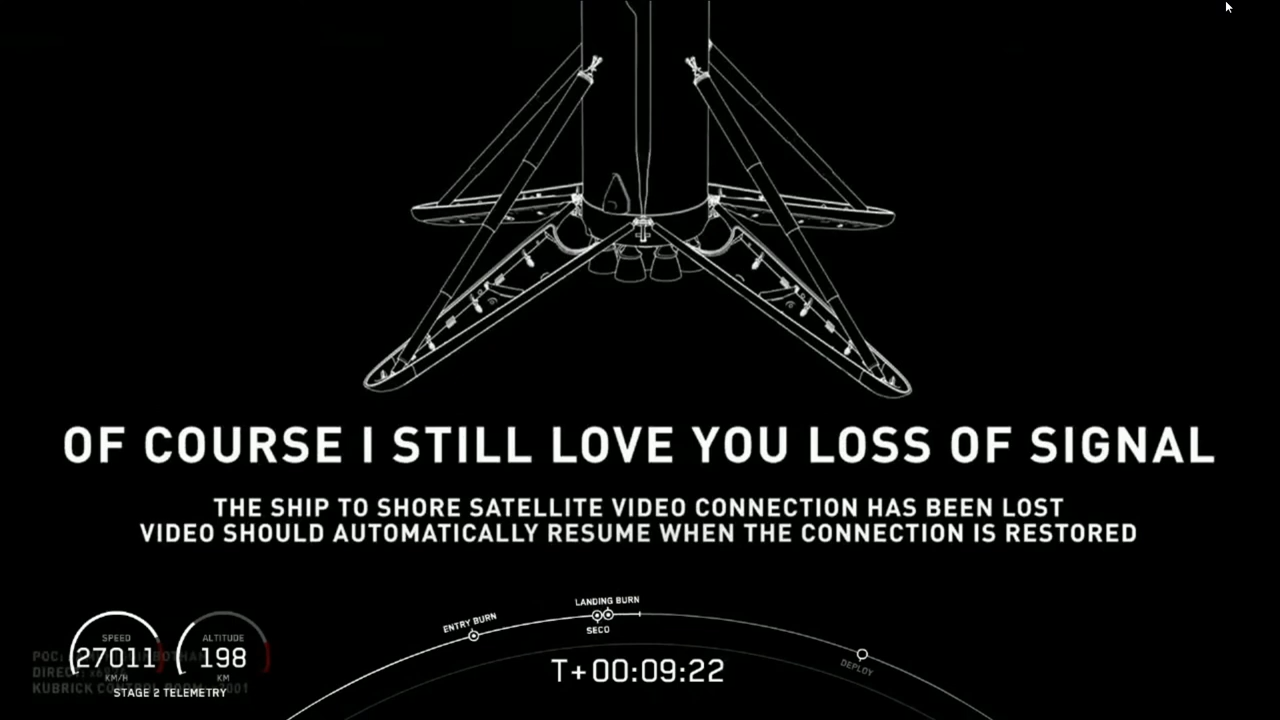 OF COURSE I STILL LOVE YOU LOSS OF SIGNAL
THE SHIP TO SHORE SATELLITE VIDEO CONNECTION HAS BEEN LOST
VIDEO SHOULD AUTOMATICALLY RESUME WHEN THE CONNECTION IS RESTORED
ENTRY BURN
LANDING BURN
SECO
DEPLOY
T+00:09:22
SPEED
27011
KM/H
ALTITUDE
198
KM
STAGE 2 TELEMETRY
POC:
KUBRICK